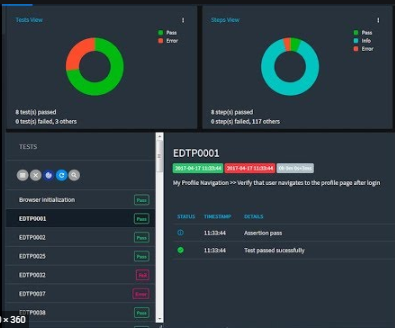 Tests View
Pass
Error
8 test(s) passed
0 test(s) failed, 3 others
Steps View
Pass
Info
Error
8 step(s) passed
0 step(s) failed, 117 others
TESTS
Browser Initialization Pass
EDTP0001 Pass
EDTP0002 Pass
EDTP0025 Pass
EDTP0032 Fail
EDTP0037 Error
EDTP0038 Pass
× 360
EDTP0001
2017-04-17 11:33:44 2017-04-17 11:33:44
My Profile Navigation >> Verify that user navigates to the profile page after login
STATUS TIMESTAMP DETAILS
11:33:44 Assertion pass
11:33:44 Test passed sucessfully